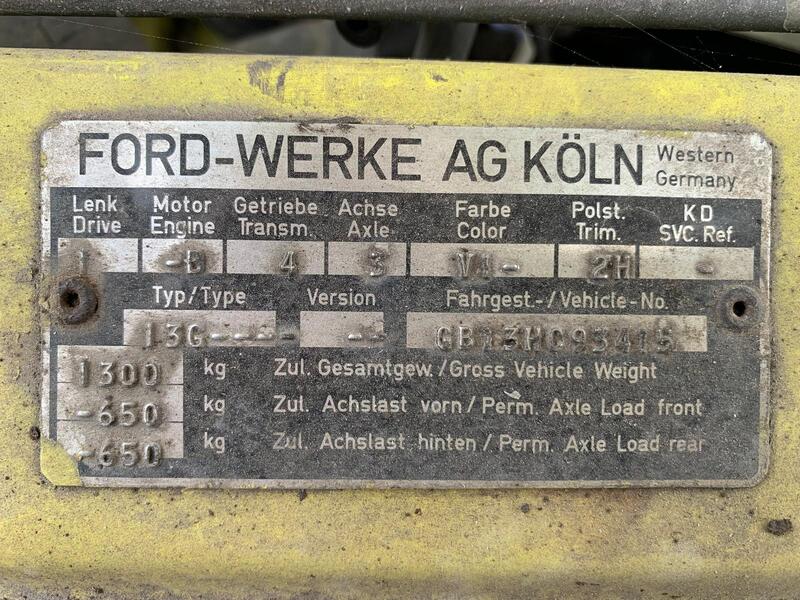 FORD-WERKE AG KÖLN Western Germany
Lenk. Motor Getriebe Achse Farbe Polst. KD
Drive Engine Transm. Axle Color Trim. SVC. Ref.
1 4 3 2H -
Typ/Type Version Fahrgest.-/Vehicle-No.
13G---- --
1300 kg Zul. Gesamtgew./Gross Vehicle Weight
-650 kg Zul. Achslast vorn/Perm. Axle Load front
-650 kg Zul. Achslast hinten/Perm. Axle Load rear